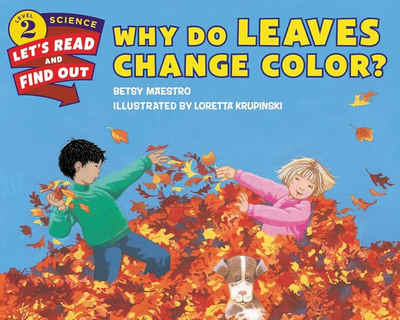 LEVEL 2 SCIENCE
LET'S READ
AND
FIND OUT
WHY DO LEAVES
CHANGE COLOR?
BETSY MAESTRO
ILLUSTRATED BY LORETTA KRUPINSKI